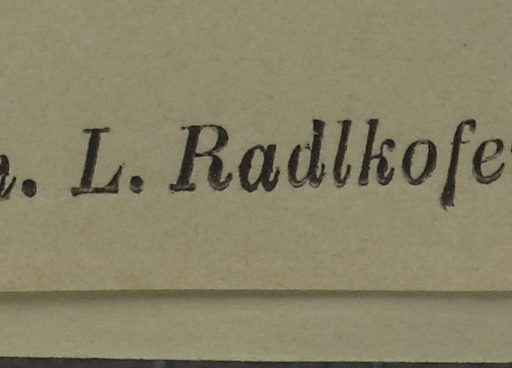 . L. Radlkofe